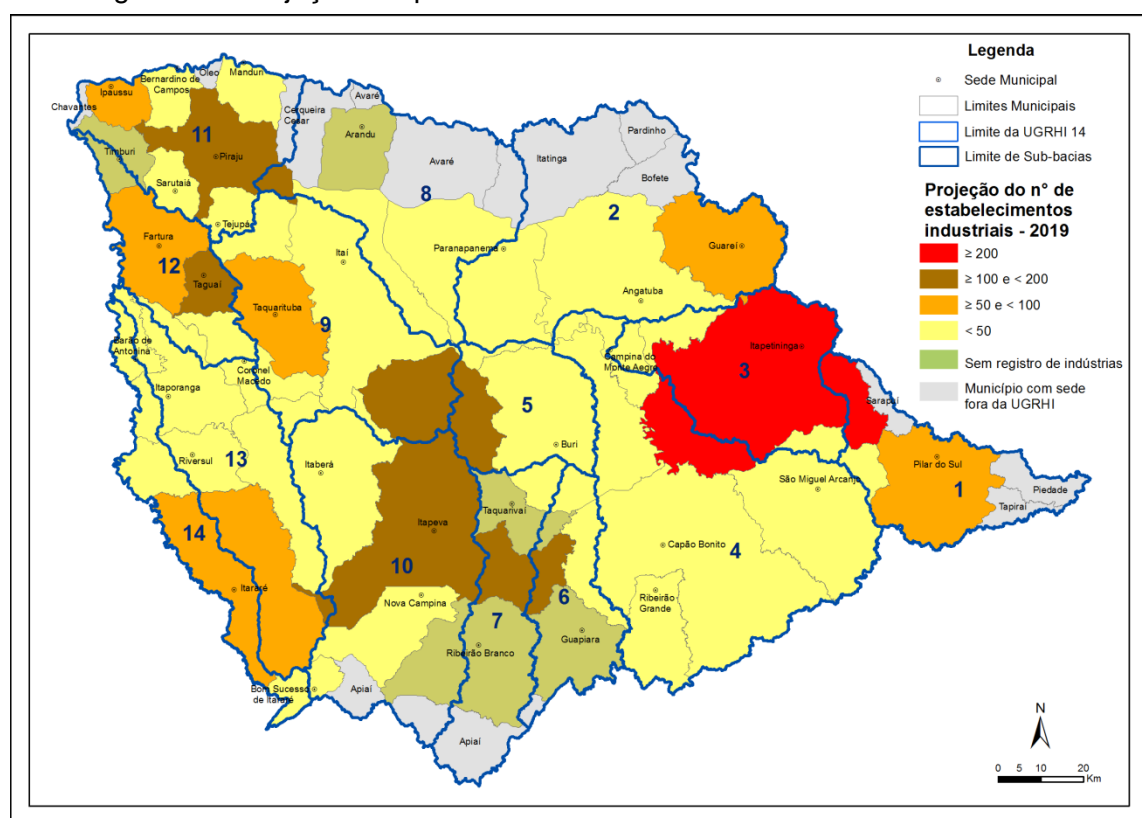 Legenda
Sede Municipal
Limites Municipais
Limite da UGRHI 14
Limite de Sub-bacias
Projeção do n° de
estabelecimentos
industriais - 2019
≥ 200
≥ 100 e < 200
≥ 50 e < 100
< 50
Sem registro de indústrias
Município com sede
fora da UGRHI
Chavantes
Ipaussu
Bernardino de
Campos
Óleo
Manduri
Cerqueira
Cesar
Avaré
Arandu
Avaré
8
Timburi
11
Piraju
Sarutaiá
Tejupá
Fartura
12
Taguaí
Taquarituba
9
Itaí
Paranapanema
Itatinga
Pardinho
Bofete
2
Guareí
Angatuba
Campina do
Monte Alegre
Itapetininga
3
Sarapuí
Pilar do Sul
1
Piedade
Tapiraí
Barão de
Antonina
Itaporanga
Coronel
Macedo
Riversul
13
Itaberá
5
Buri
São Miguel Arcanjo
Capão Bonito
4
Ribeirão
Grande
14
Itararé
Itapeva
10
Taquarivaí
Nova Campina
6
7
Guapiara
Ribeirão Branco
Bom Sucesso
de Itararé
Apiaí
Apiaí
N
0 5 10 20
Km